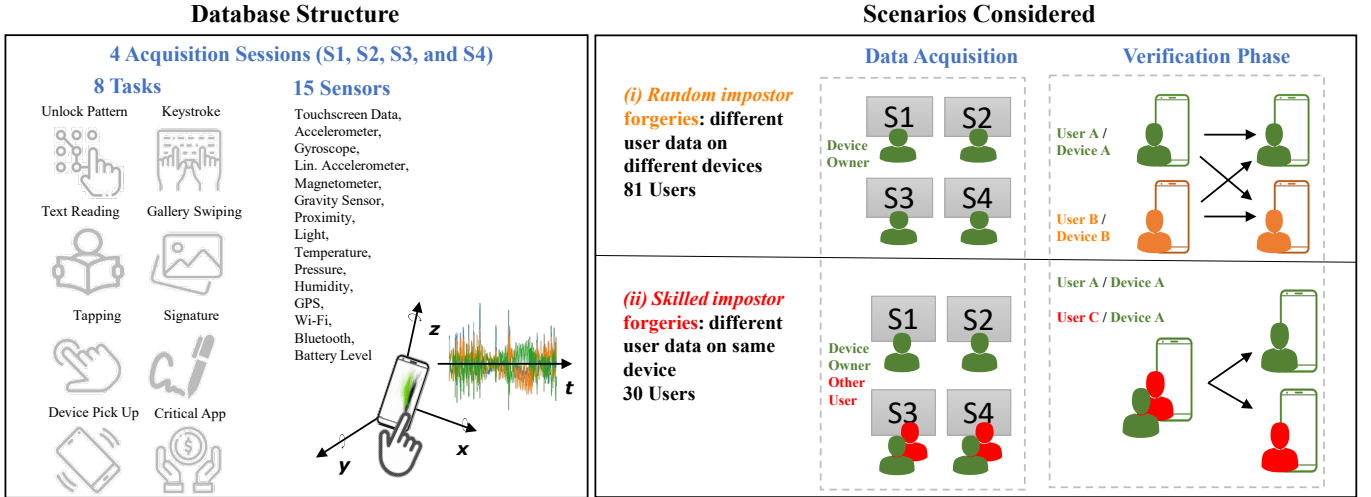 Database Structure
4 Acquisition Sessions (S1, S2, S3, and S4)
8 Tasks
Unlock Pattern
Keystroke
Text Reading
Gallery Swiping
Tapping
Signature
Device Pick Up
Critical App
$
15 Sensors
Touchscreen Data,
Accelerometer,
Gyroscope,
Lin. Accelerometer,
Magnetometer,
Gravity Sensor,
Proximity,
Light,
Temperature,
Pressure,
Humidity,
GPS,
Wi-Fi,
Bluetooth,
Battery Level
z
t
x
y
Scenarios Considered
Data Acquisition
Verification Phase
(i) Random impostor
forgeries: different
user data on
different devices
81 Users
Device
Owner
S1
S2
S3
S4
User A /
Device A
User B /
Device B
(ii) Skilled impostor
forgeries: different
user data on same
device
30 Users
Device
Owner
Other
User
S1
S2
S3
S4
User A / Device A
User C / Device A